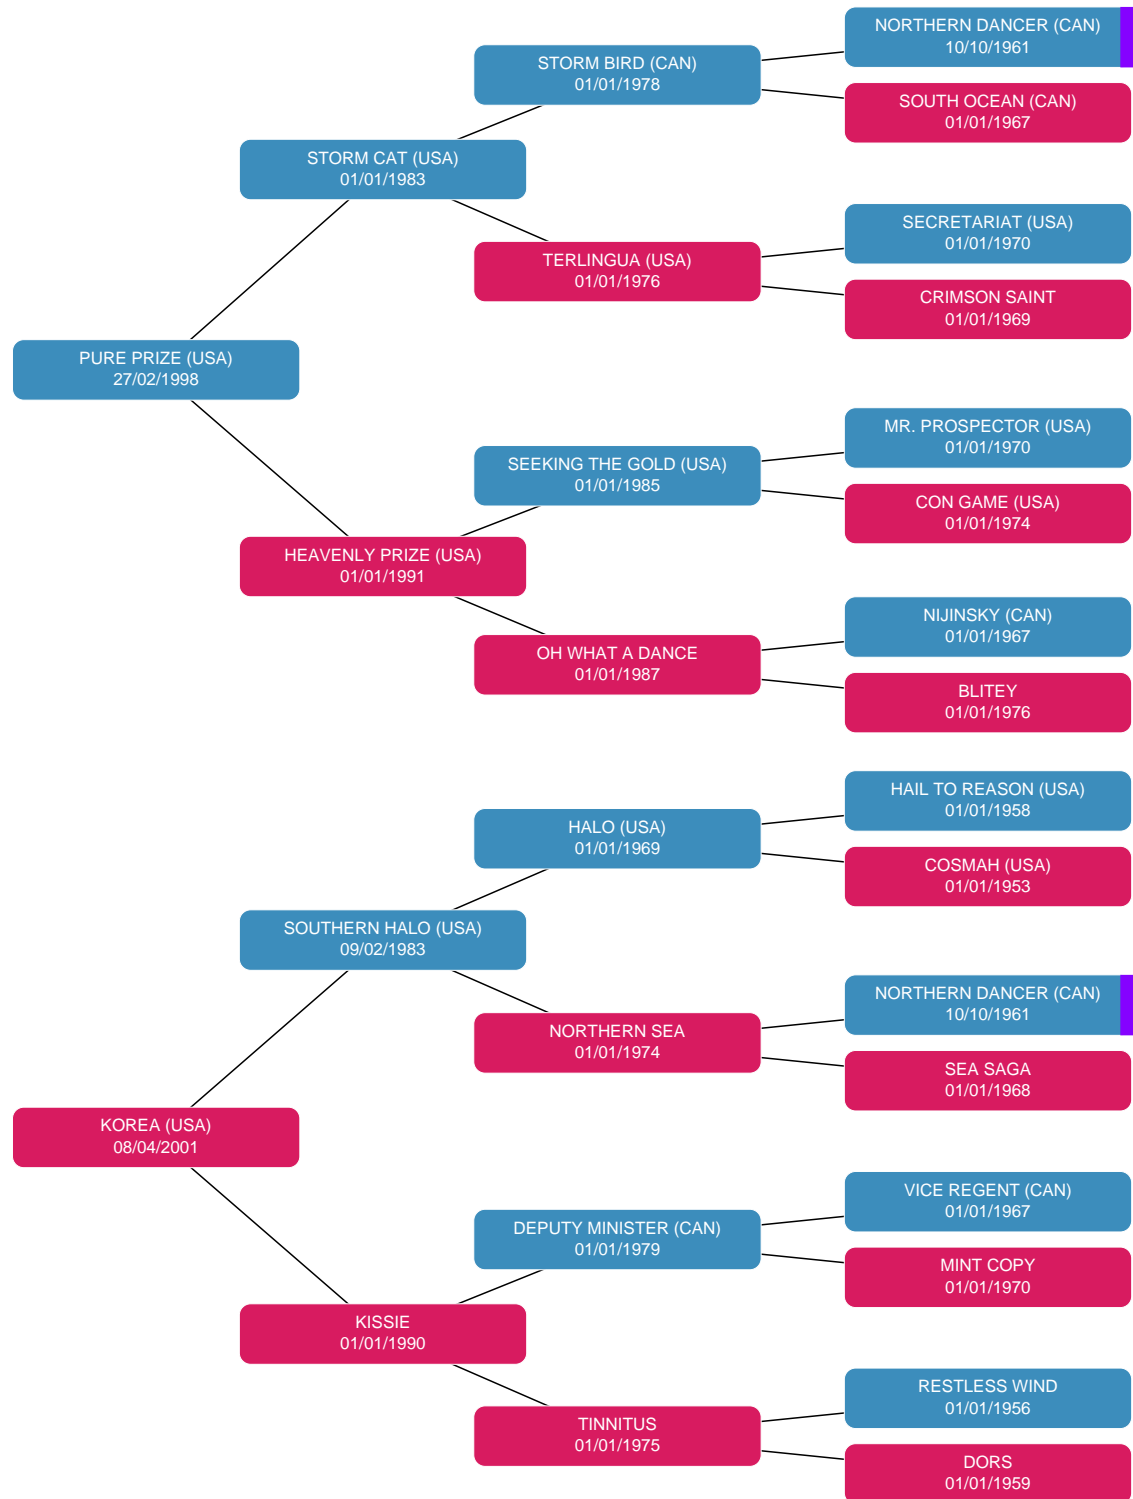 NORTHERN DANCER (CAN)
10/10/1961
STORM BIRD (CAN)
01/01/1978
SOUTH OCEAN (CAN)
01/01/1967
STORM CAT (USA)
01/01/1983
SECRETARIAT (USA)
01/01/1970
TERLINGUA (USA)
01/01/1976
CRIMSON SAINT
01/01/1969
PURE PRIZE (USA)
27/02/1998
MR. PROSPECTOR (USA)
01/01/1970
SEEKING THE GOLD (USA)
01/01/1985
CON GAME (USA)
01/01/1974
HEAVENLY PRIZE (USA)
01/01/1991
NIJINSKY (CAN)
01/01/1967
OH WHAT A DANCE
01/01/1987
BLITEY
01/01/1976
HAIL TO REASON (USA)
01/01/1958
HALO (USA)
01/01/1969
COSMAH (USA)
01/01/1953
SOUTHERN HALO (USA)
09/02/1983
NORTHERN DANCER (CAN)
10/10/1961
NORTHERN SEA
01/01/1974
SEA SAGA
01/01/1968
KOREA (USA)
08/04/2001
VICE REGENT (CAN)
01/01/1967
DEPUTY MINISTER (CAN)
01/01/1979
MINT COPY
01/01/1970
KISSIE
01/01/1990
RESTLESS WIND
01/01/1956
TINNITUS
01/01/1975
DORS
01/01/1959